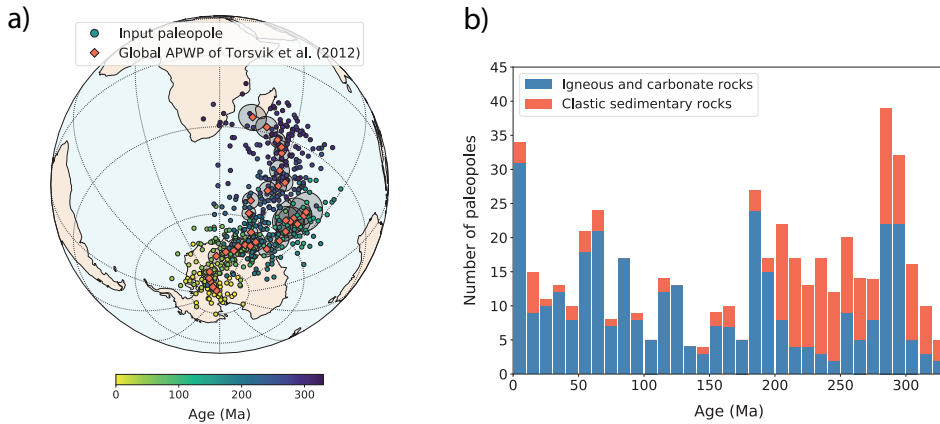 a)
Input paleopole
Global APWP of Torsvik et al. (2012)
0 100 200 300
Age (Ma)
b)
Igneous and carbonate rocks
Clastic sedimentary rocks
Number of paleopoles
45
40
35
30
25
20
15
10
5
0
0 50 100 150 200 250 300
Age (Ma)